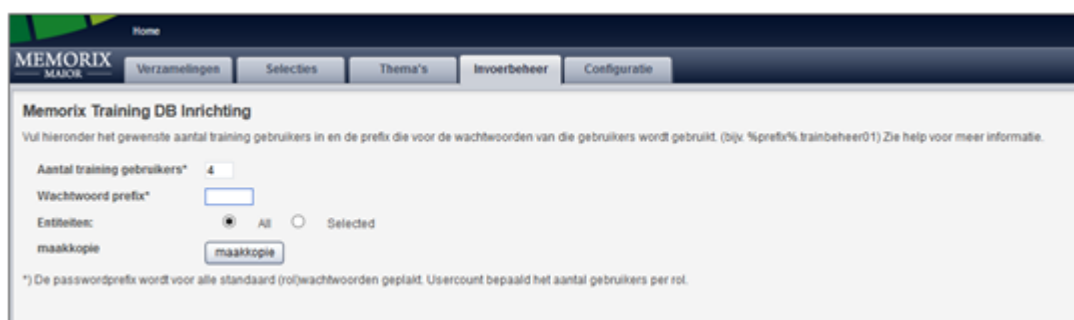 Home
MEMORIX
MAIOR
Verzamelingen Selecties Thema's Invoerbeheer Configuratie
Memorix Training DB Inrichting
Vul hieronder het gewenste aantal training gebruikers in en de prefix die voor de wachtwoorden van die gebruikers wordt gebruikt. (bijv. %prefix%.trainbeheer01) Zie help voor meer informatie.
Aantal training gebruikers* 4
Wachtwoord prefix*
Entiteiten: All Selected
maakkopie maakkopie
*) De passwordprefix wordt voor alle standaard (rol)wachtwoorden geplakt. Usercount bepaald het aantal gebruikers per rol.